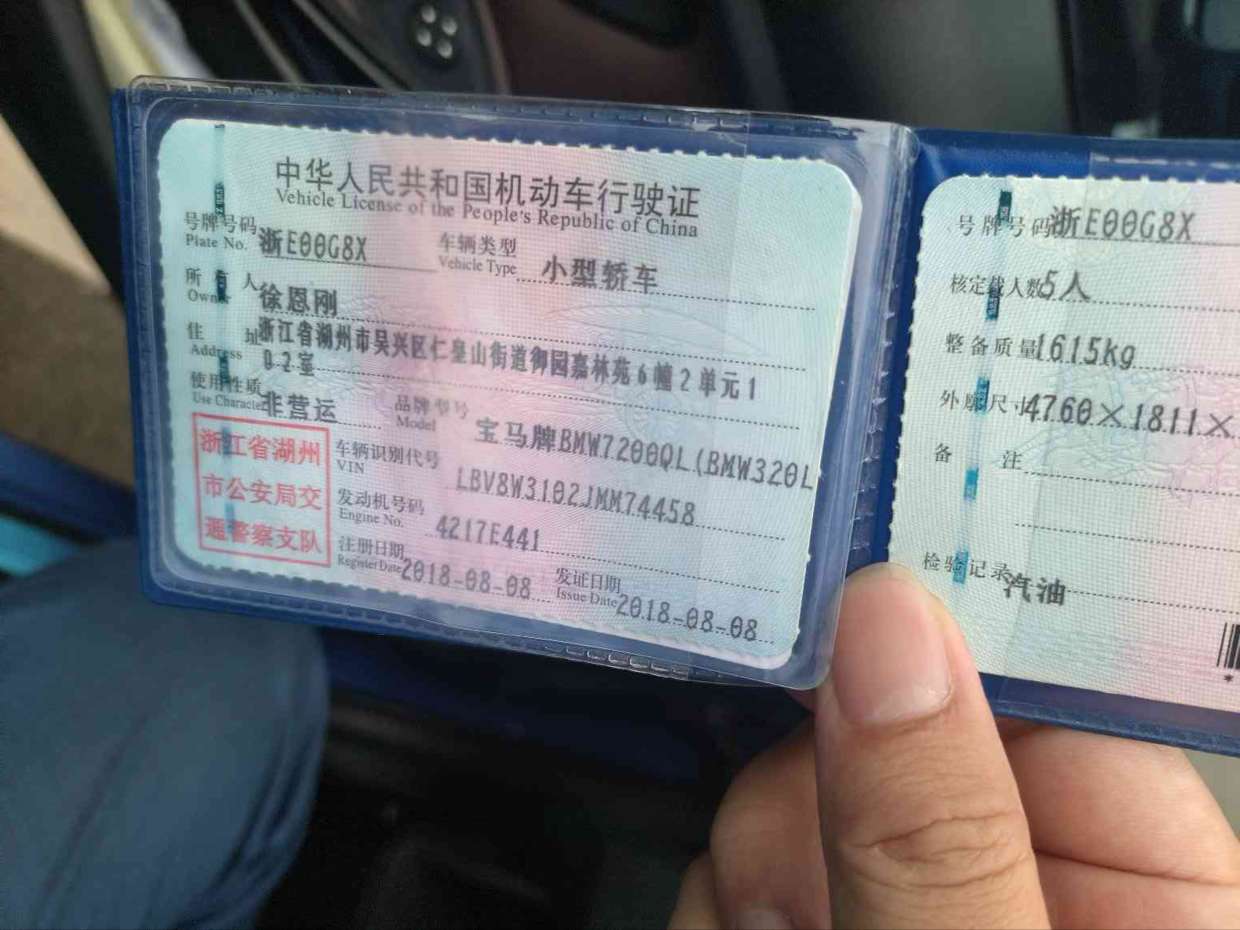 中华人民共和国机动车行驶证
Vehicle License of the People's Republic of China
号牌号码 浙E00G8X 车辆类型 小型轿车
Plate No. Vehicle Type
所有人 徐恩刚
Owner
住址 浙江省湖州市吴兴区仁皇山街道御园嘉林苑6幢2单元1
Address 02室
使用性质 非营运 品牌型号 宝马牌BMW7200QL(BMW320L
Use Character Model
浙江省湖州
市公安局交
通警察支队
车辆识别代号 LBV8W3102JMM74458
VIN
发动机号码 4217E441
Engine No.
注册日期 2018-08-08 发证日期 2018-08-08
Register Date Issue Date
号牌号码 浙E00G8X
核定载人数 5人
整备质量 1615kg
外廓尺寸 4760×1811×
备注
检验记录 汽油
*